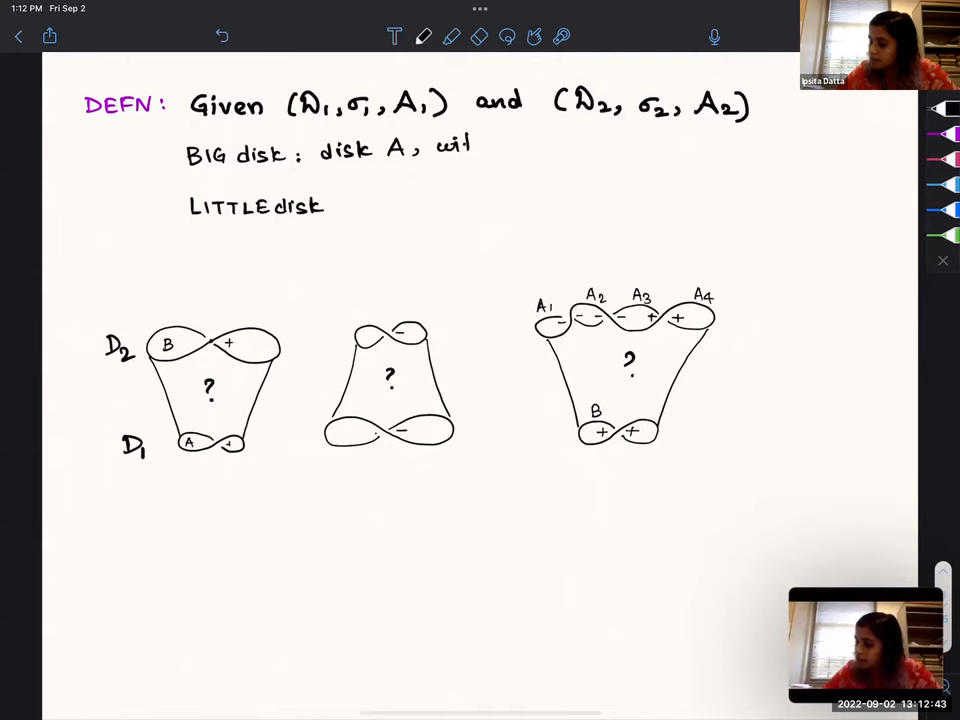 1:12 PM Fri Sep 2
Ipsita Datta
DEFN: Given (D₁, σ₁, A₁) and (D₂, σ₂, A₂)
BIG disk: disk A, wit
LITTLE disk
A1 - A2 - - A3 - + A4 +
D₂ B + ? ? ?
D₁ A + - B + +
2022-09-02 13:12:43